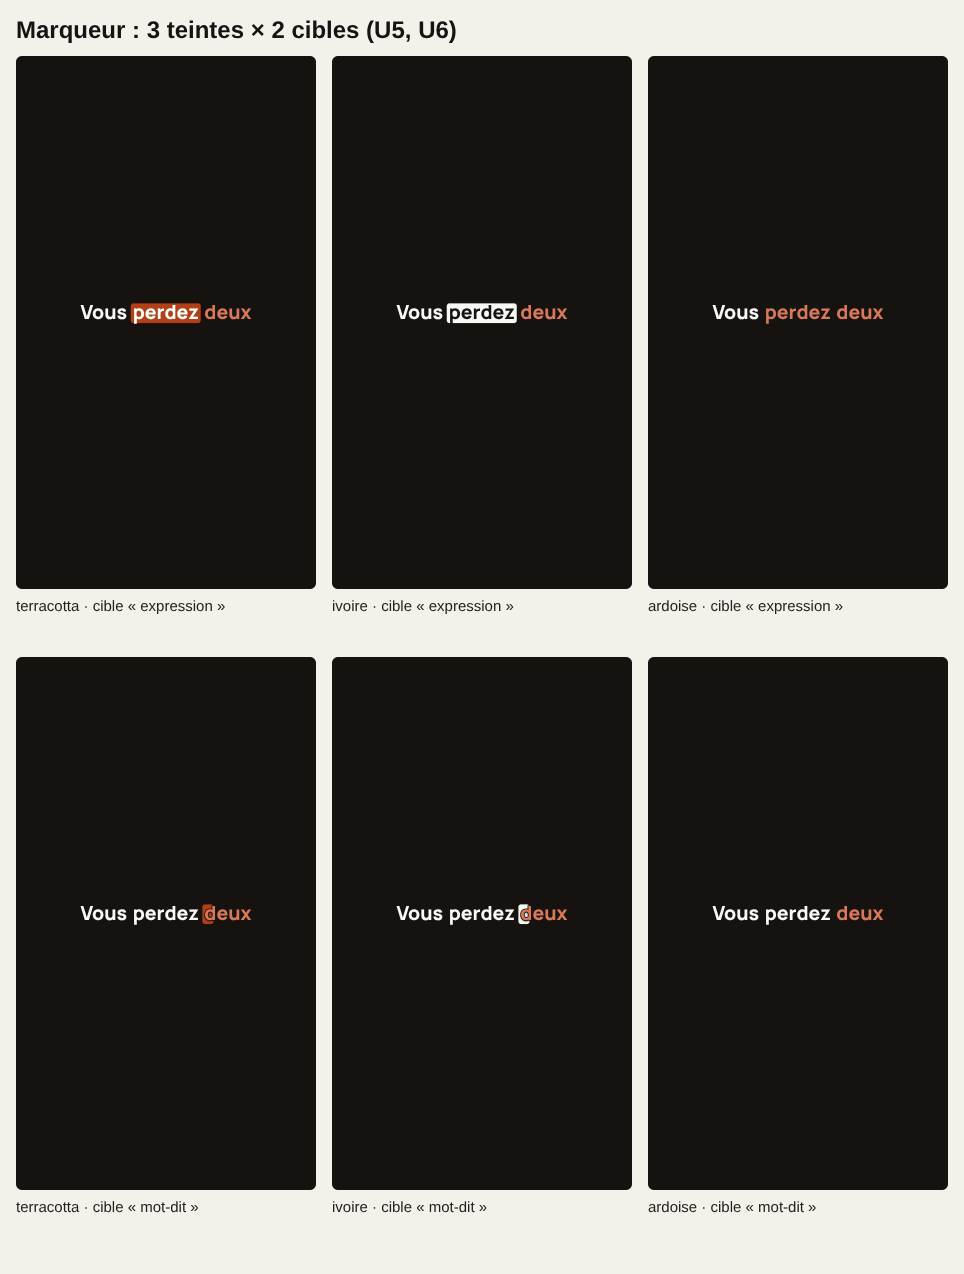 Marqueur : 3 teintes × 2 cibles (U5, U6)
Vous perdez deux
Vous perdez deux
Vous perdez deux
terracotta · cible « expression »
ivoire · cible « expression »
ardoise · cible « expression »
Vous perdez deux
Vous perdez deux
Vous perdez deux
terracotta · cible « mot-dit »
ivoire · cible « mot-dit »
ardoise · cible « mot-dit »